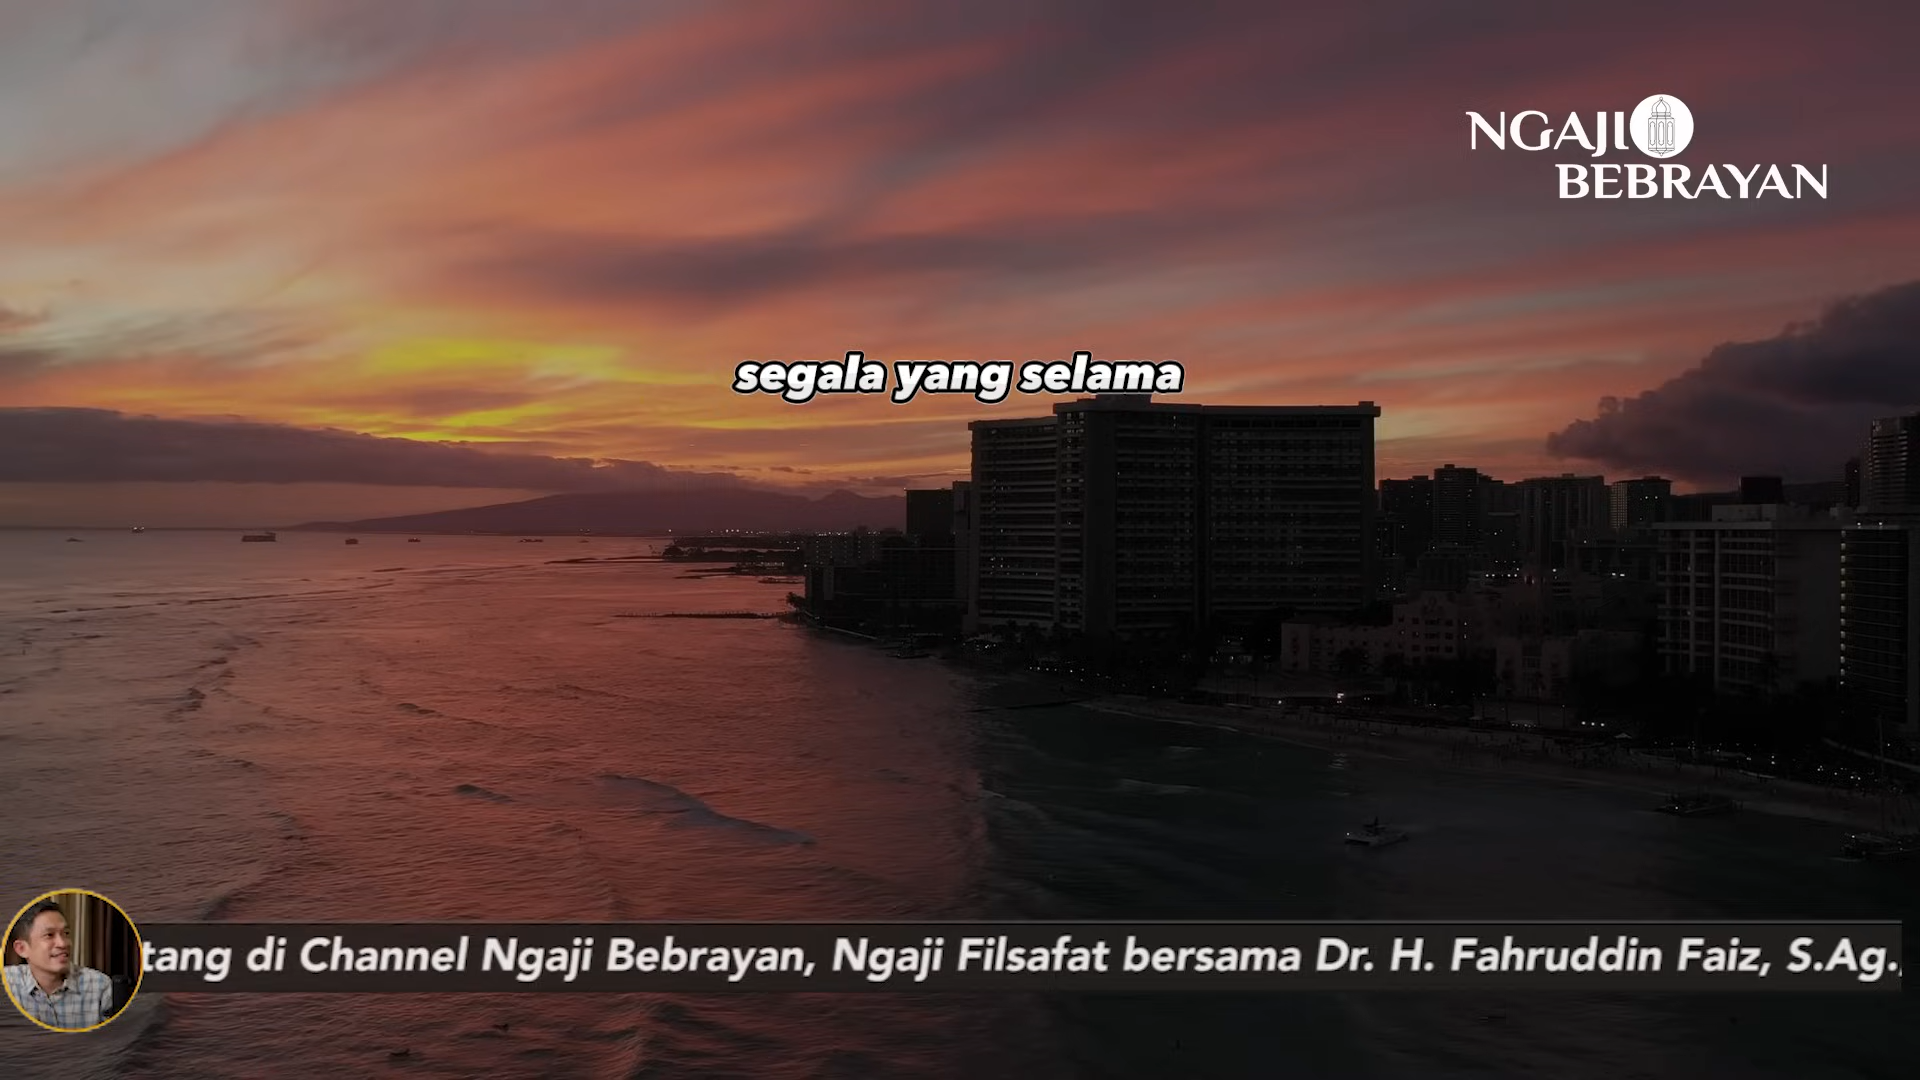 NGAJI
BEBRAYAN
segala yang selama
tang di Channel Ngaji Bebrayan, Ngaji Filsafat bersama Dr. H. Fahruddin Faiz, S.Ag.,